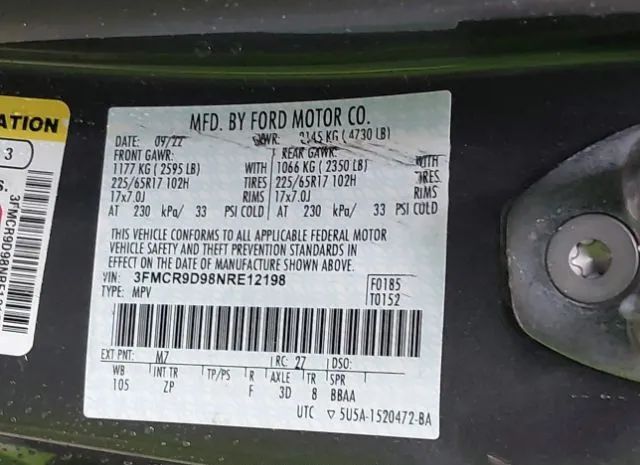 ATION
3
S.
MFD. BY FORD MOTOR CO.
DATE: 09/22 GVWR: 2145 KG ( 4730 LB)
FRONT GAWR: REAR GAWR:
1177 KG ( 2595 LB) WITH 1066 KG ( 2350 LB) WITH
225/65R17 102H TIRES 225/65R17 102H TIRES
17x7.0J RIMS 17x7.0J RIMS
AT 230 kPa/ 33 PSI COLD AT 230 kPa/ 33 PSI COLD
THIS VEHICLE CONFORMS TO ALL APPLICABLE FEDERAL MOTOR
VEHICLE SAFETY AND THEFT PREVENTION STANDARDS IN
EFFECT ON THE DATE OF MANUFACTURE SHOWN ABOVE.
VIN: 3FMCR9D98NRE12198 F0185
TYPE: MPV T0152
EXT PNT: M7 RC: 27 DSO:
WB INT TR TP/PS R AXLE TR SPR
105 ZP F 3D 8 BBAA
UTC ▽ 5U5A-1520472-BA